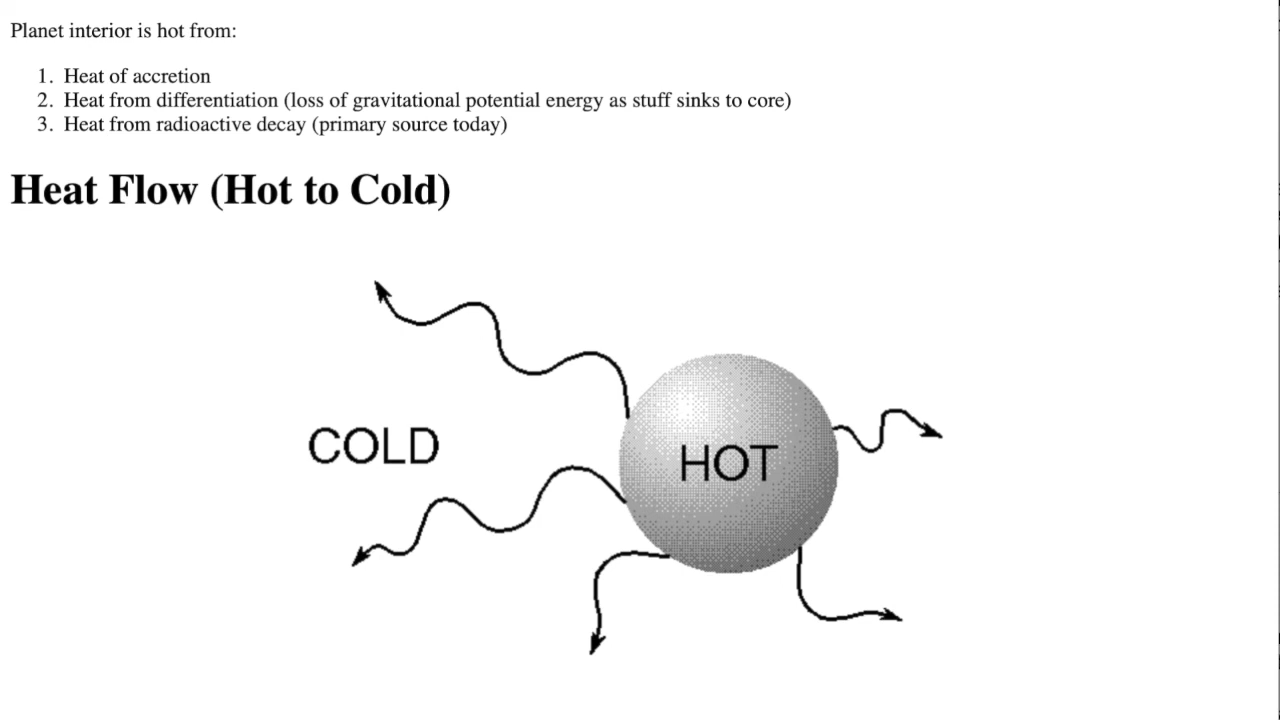 Planet interior is hot from:
1. Heat of accretion
2. Heat from differentiation (loss of gravitational potential energy as stuff sinks to core)
3. Heat from radioactive decay (primary source today)
Heat Flow (Hot to Cold)
COLD
HOT